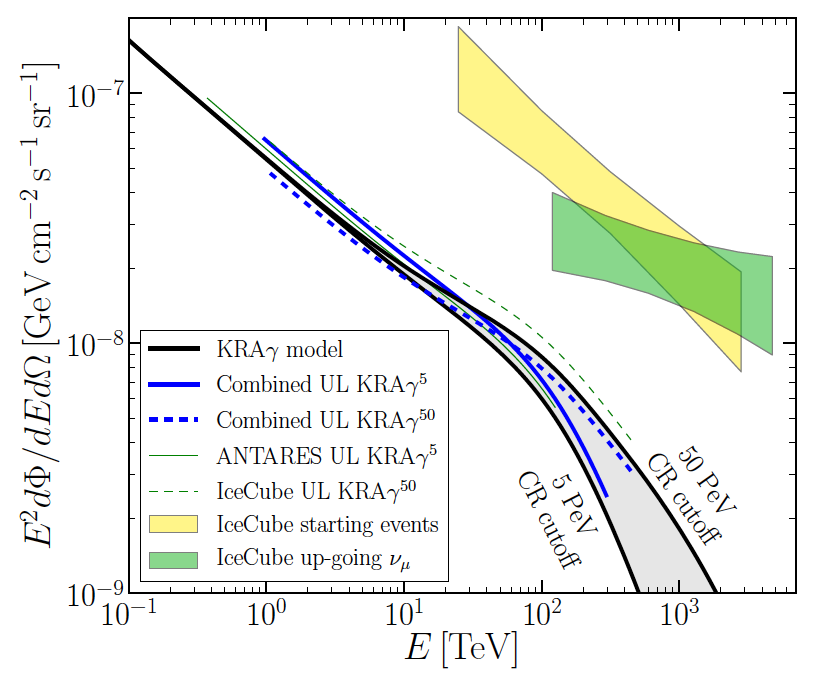 E² dΦ/dEdΩ [GeV cm⁻² s⁻¹ sr⁻¹]
10⁻⁷
10⁻⁸
10⁻⁹
KRAγ model
Combined UL KRAγ⁵
Combined UL KRAγ⁵⁰
ANTARES UL KRAγ⁵
IceCube UL KRAγ⁵⁰
IceCube starting events
IceCube up-going νμ
5 PeV
CR cutoff
50 PeV
CR cutoff
10⁻¹ 10⁰ 10¹ 10² 10³
E [TeV]